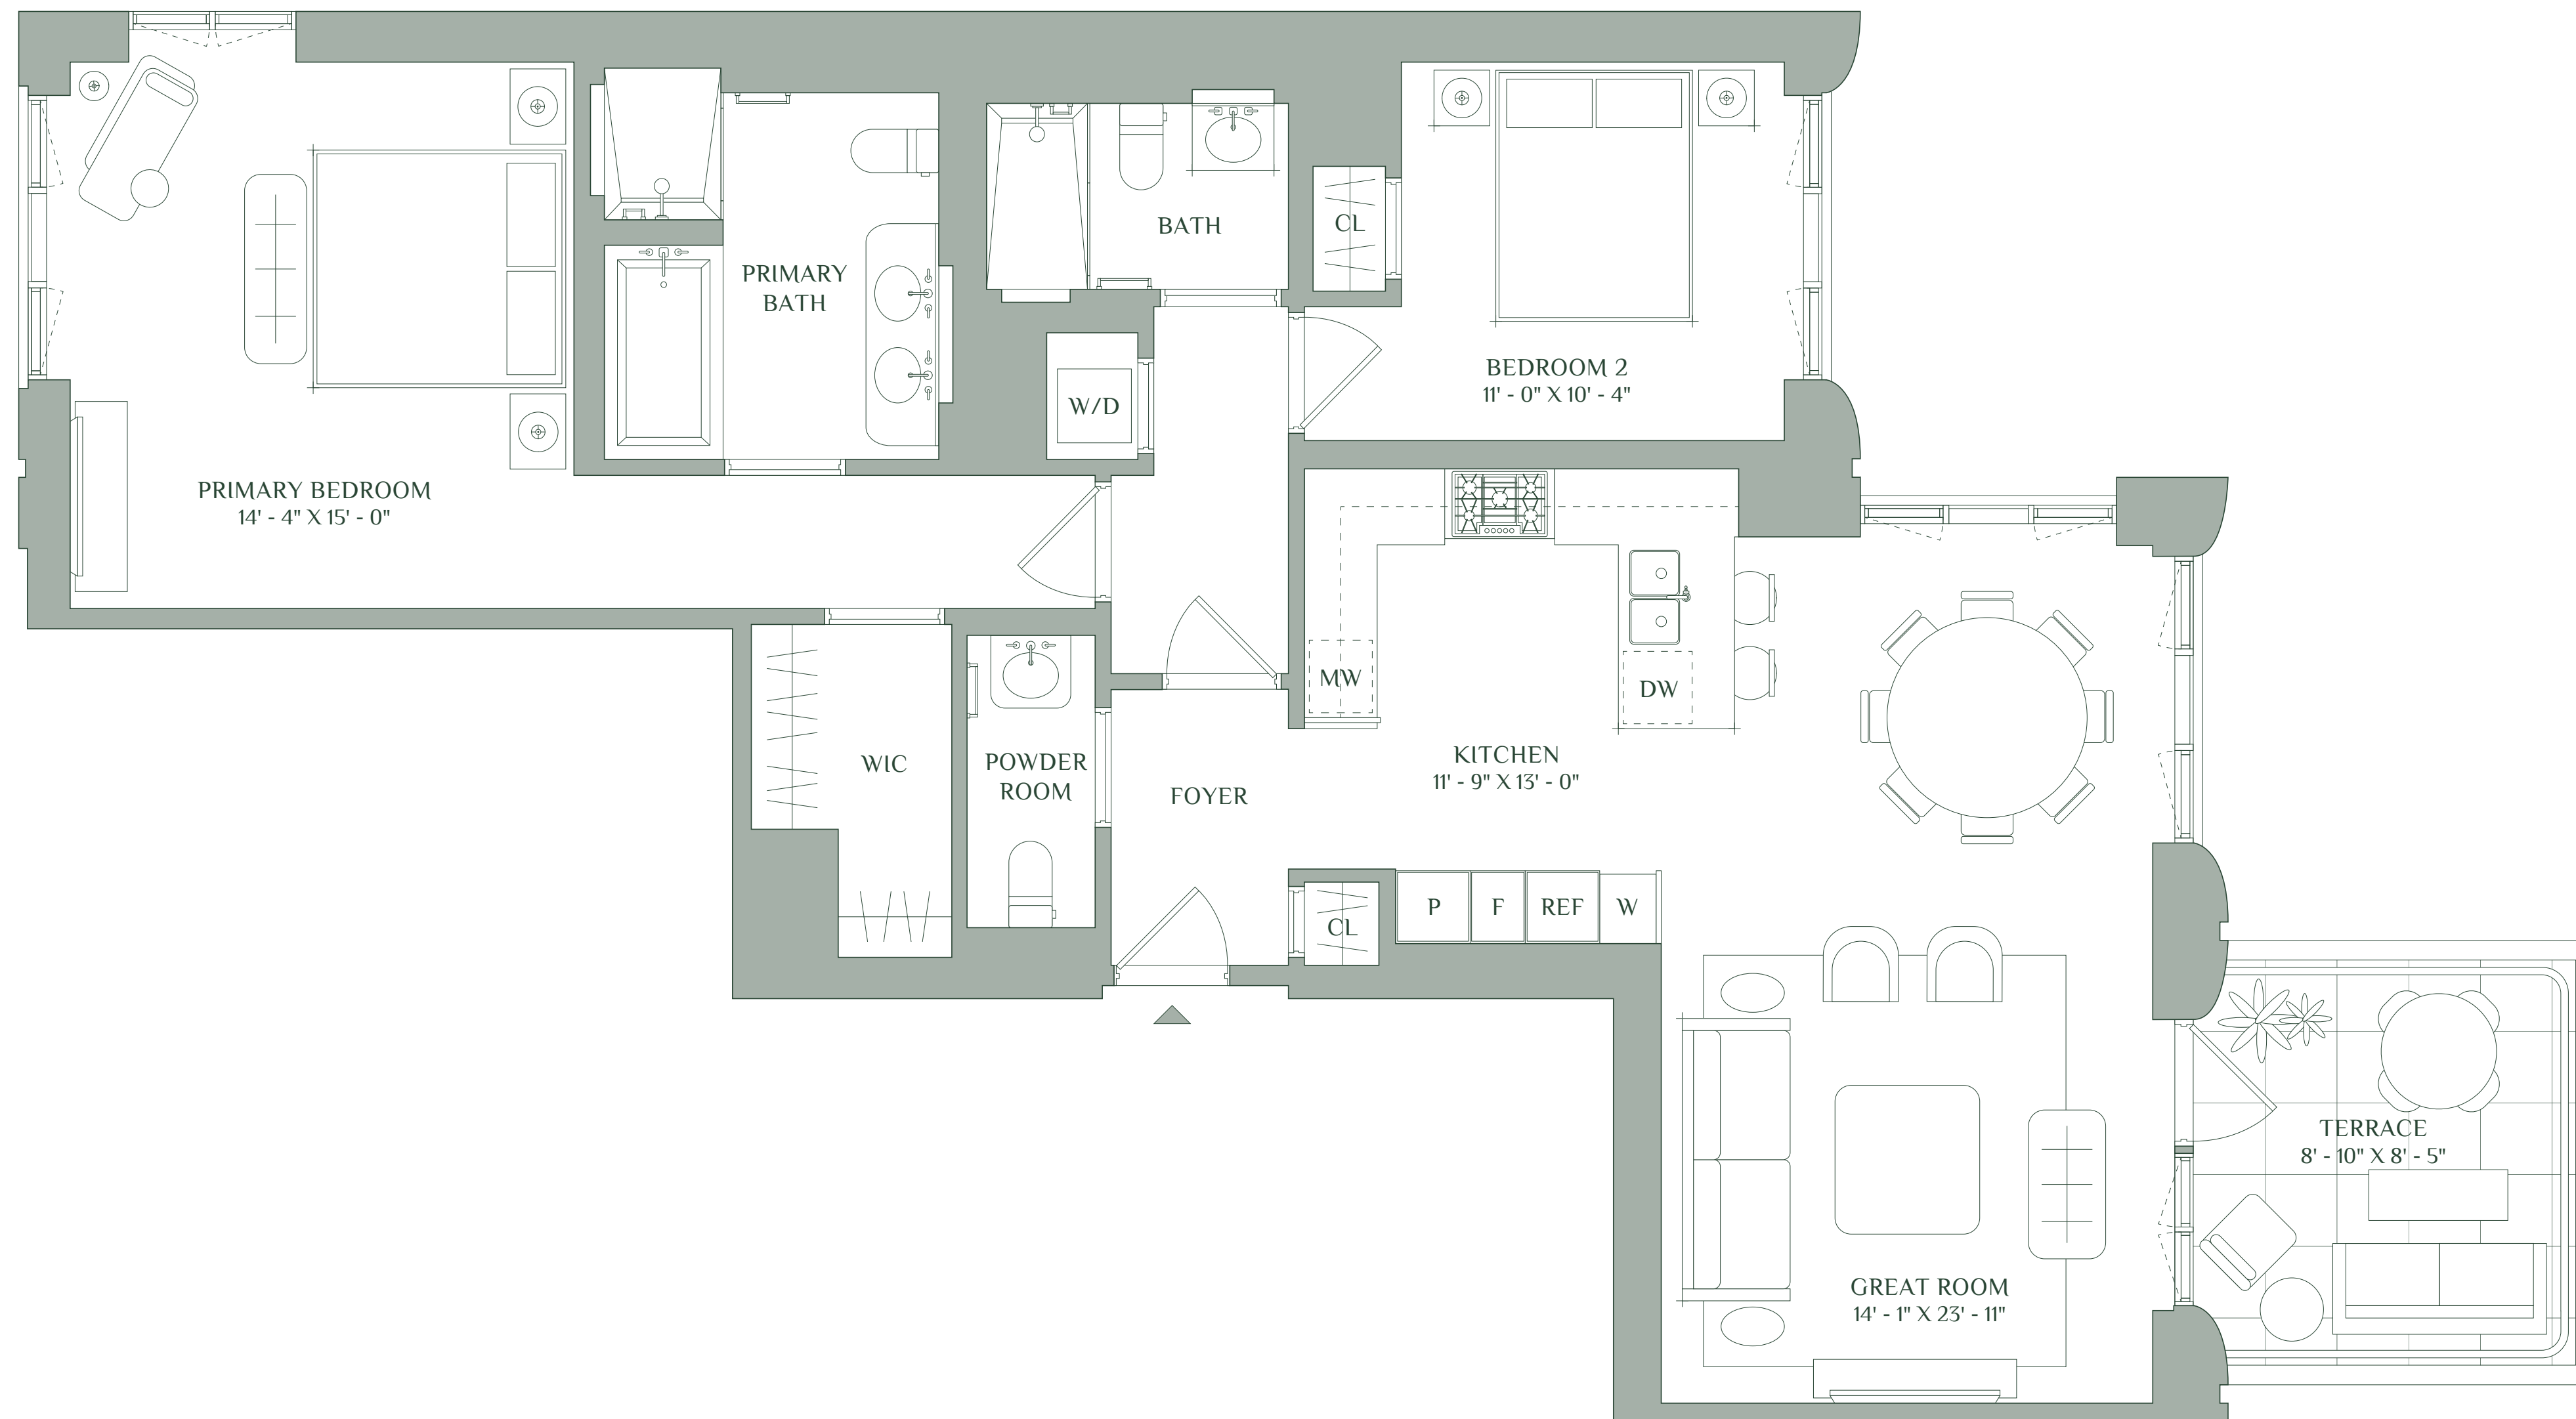 PRIMARY BEDROOM
14' - 4" X 15' - 0"
PRIMARY
BATH
BATH
CL
W/D
BEDROOM 2
11' - 0" X 10' - 4"
WIC
POWDER
ROOM
FOYER
MW
DW
KITCHEN
11' - 9" X 13' - 0"
CL
P
F
REF
W
GREAT ROOM
14' - 1" X 23' - 11"
TERRACE
8' - 10" X 8' - 5"